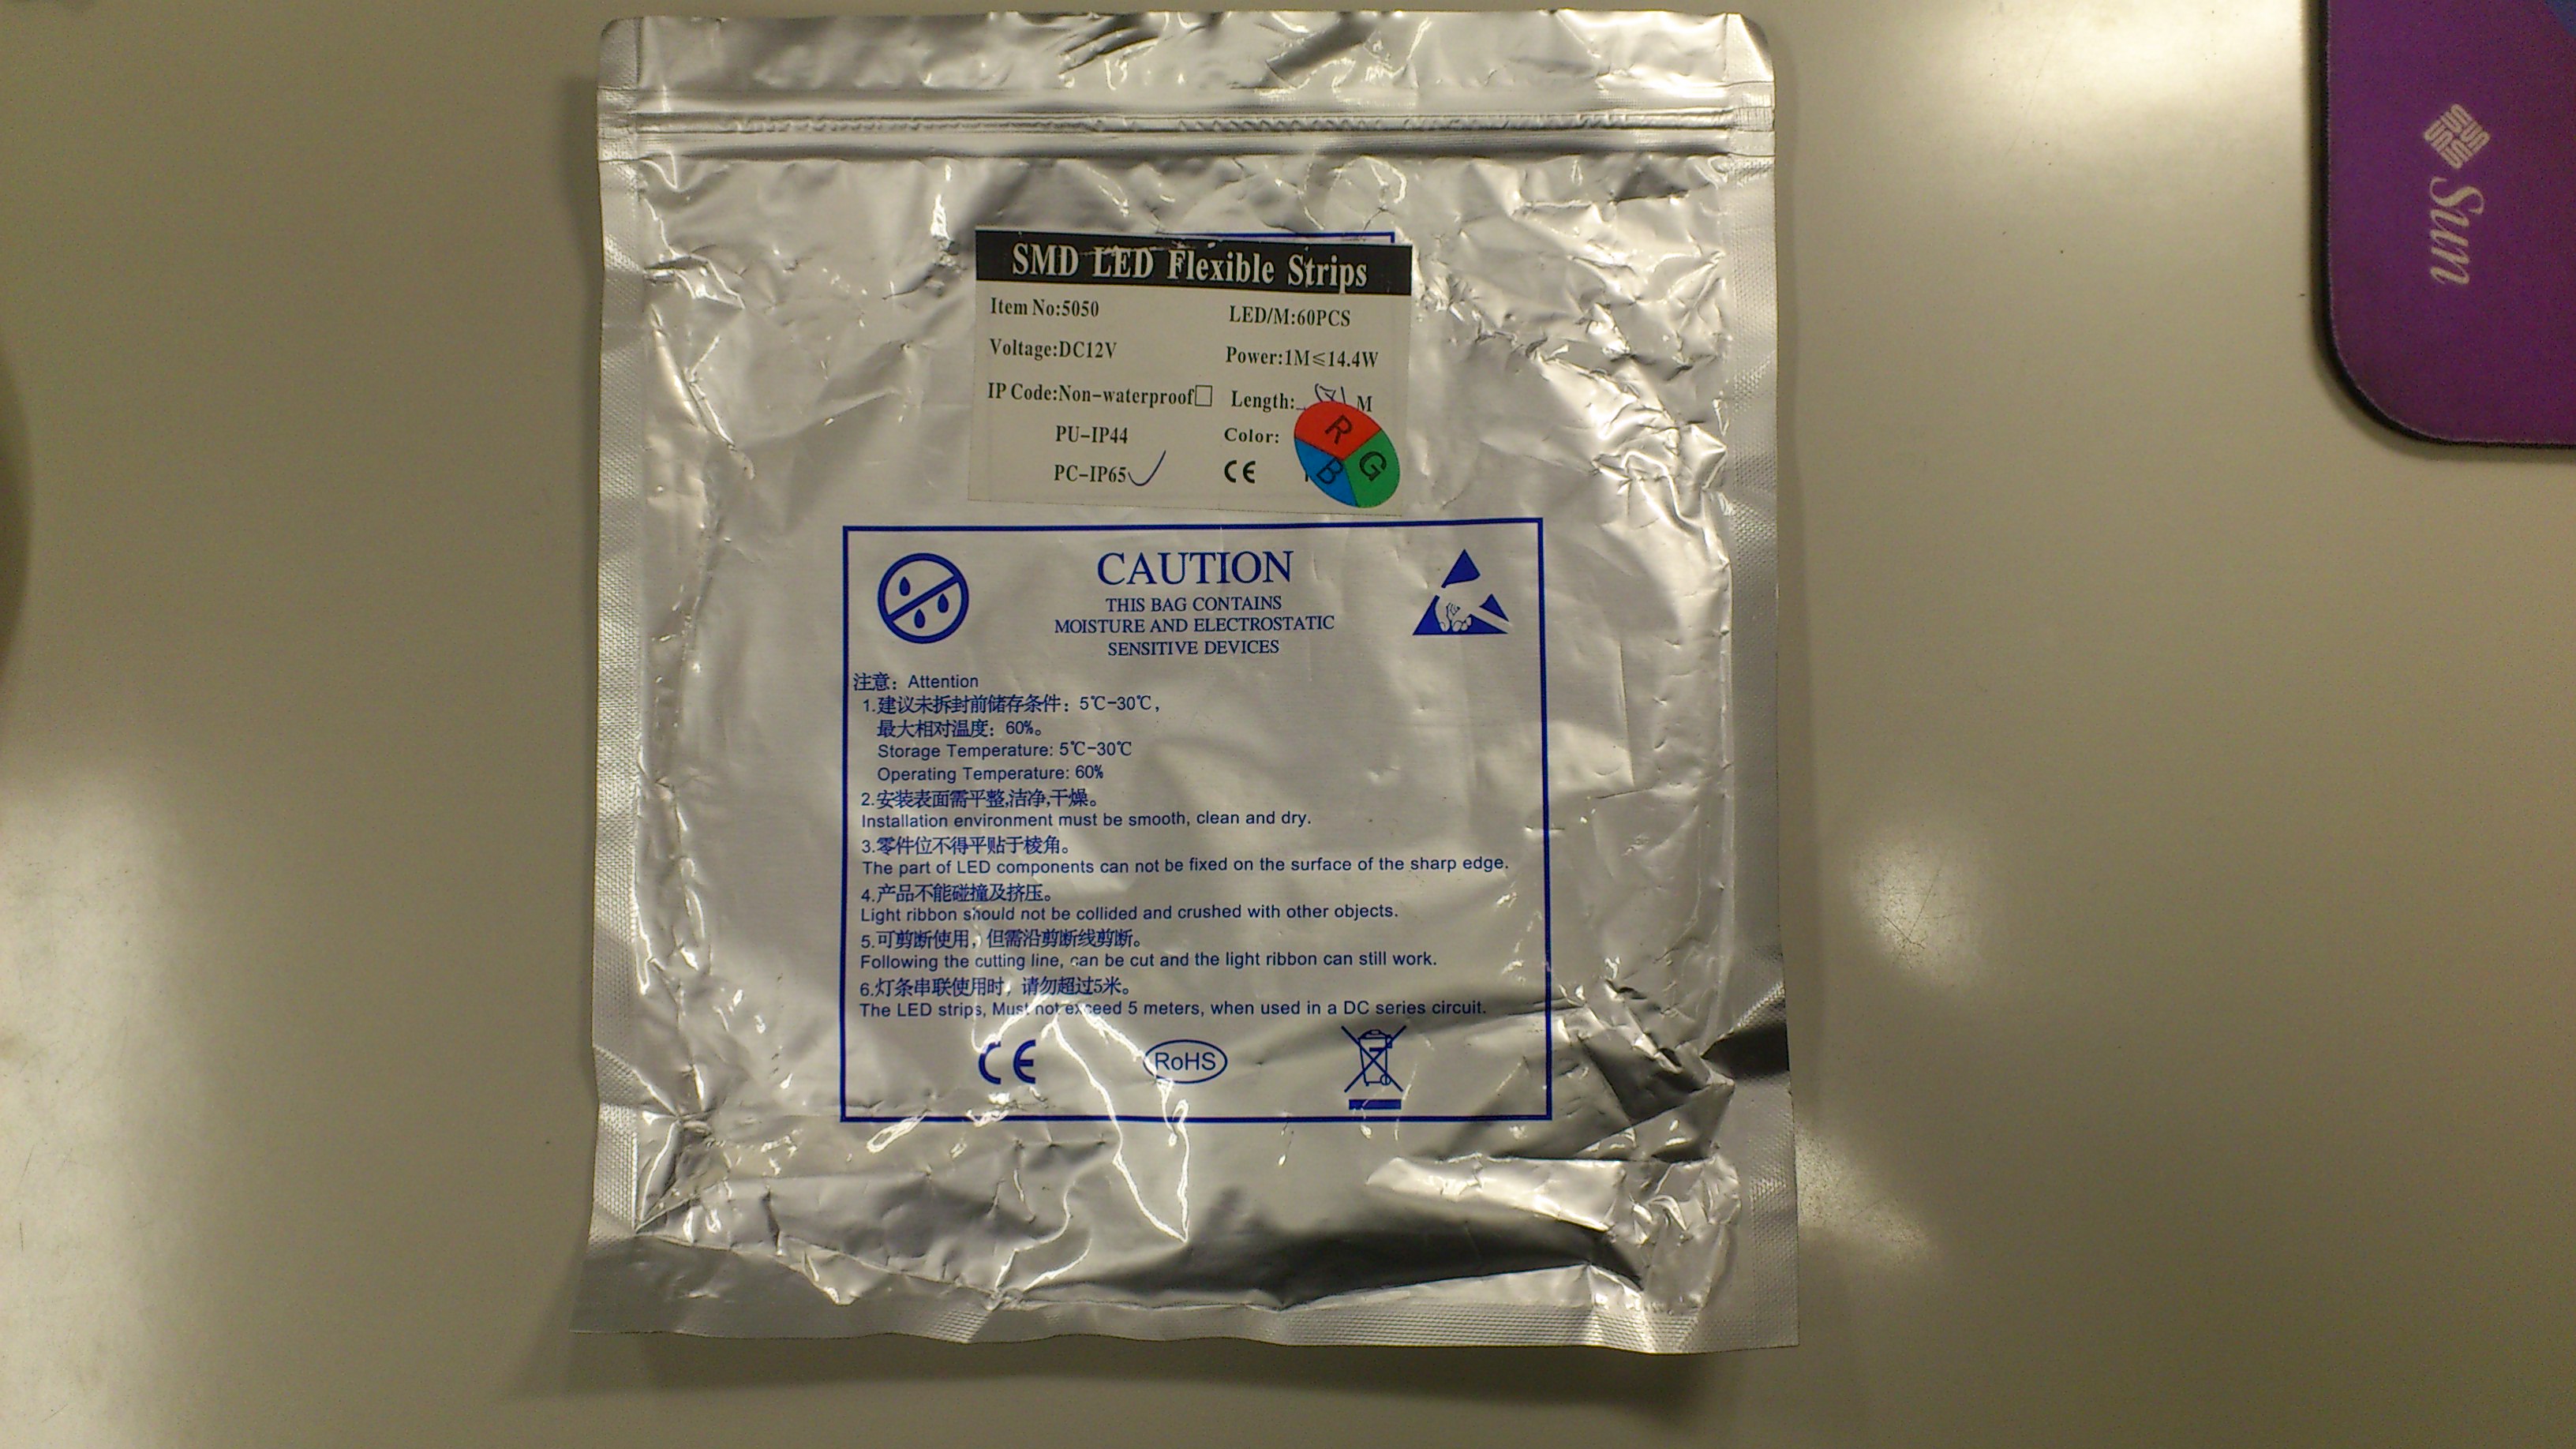 SMD LED Flexible Strips
Item No:5050 LED/M:60PCS
Voltage:DC12V Power:1M≤14.4W
IP Code:Non-waterproof□ Length: M
PU-IP44 Color:
PC-IP65 CE
R
G
B
CAUTION
THIS BAG CONTAINS
MOISTURE AND ELECTROSTATIC
SENSITIVE DEVICES
注意：Attention
1.建议未拆封前储存条件：5℃-30℃，
最大相对温度：60%。
Storage Temperature: 5℃-30℃
Operating Temperature: 60%
2.安装表面需平整,洁净,干燥。
Installation environment must be smooth, clean and dry.
3.零件位不得平贴于棱角。
The part of LED components can not be fixed on the surface of the sharp edge.
4.产品不能碰撞及挤压。
Light ribbon should not be collided and crushed with other objects.
5.可剪断使用，但需沿剪断线剪断。
Following the cutting line, can be cut and the light ribbon can still work.
6.灯条串联使用时，请勿超过5米。
The LED strips, Must not exceed 5 meters, when used in a DC series circuit.
CE RoHS
Sun